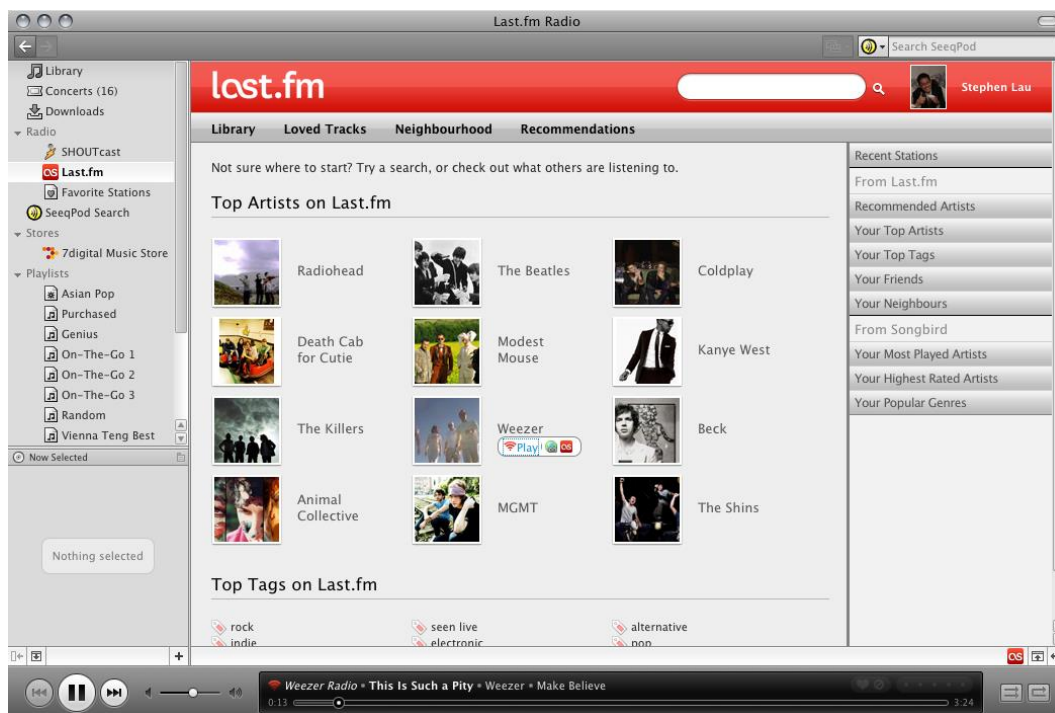 Last.fm Radio
Search SeeqPod
Library
Concerts (16)
Downloads
Radio
SHOUTcast
Last.fm
Favorite Stations
SeeqPod Search
Stores
7digital Music Store
Playlists
Asian Pop
Purchased
Genius
On-The-Go 1
On-The-Go 2
On-The-Go 3
Random
Vienna Teng Best
Now Selected
Nothing selected
last.fm
Stephen Lau
Library Loved Tracks Neighbourhood Recommendations
Not sure where to start? Try a search, or check out what others are listening to.
Top Artists on Last.fm
Radiohead
The Beatles
Coldplay
Death Cab
for Cutie
Modest
Mouse
Kanye West
The Killers
Weezer
Play
Beck
Animal
Collective
MGMT
The Shins
Top Tags on Last.fm
rock
seen live
alternative
indie
electronic
pop
Recent Stations
From Last.fm
Recommended Artists
Your Top Artists
Your Top Tags
Your Friends
Your Neighbours
From Songbird
Your Most Played Artists
Your Highest Rated Artists
Your Popular Genres
Weezer Radio • This Is Such a Pity • Weezer • Make Believe
0:13 3:24